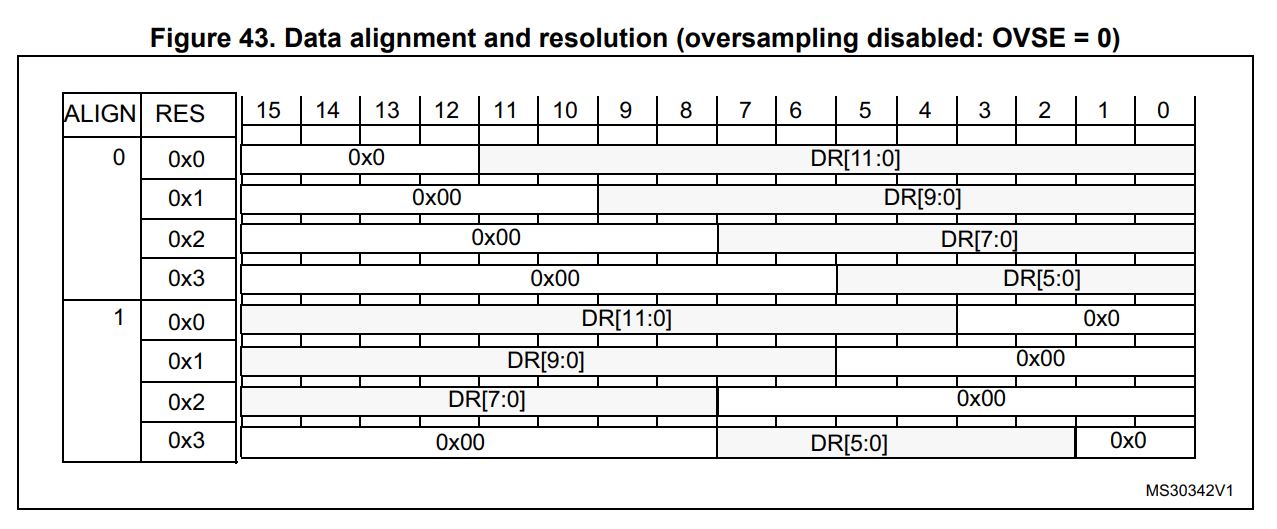 Figure 43. Data alignment and resolution (oversampling disabled: OVSE = 0)
ALIGN RES 15 14 13 12 11 10 9 8 7 6 5 4 3 2 1 0
0 0x0 0x0 DR[11:0]
0x1 0x00 DR[9:0]
0x2 0x00 DR[7:0]
0x3 0x00 DR[5:0]
1 0x0 DR[11:0] 0x0
0x1 DR[9:0] 0x00
0x2 DR[7:0] 0x00
0x3 0x00 DR[5:0] 0x0
MS30342V1